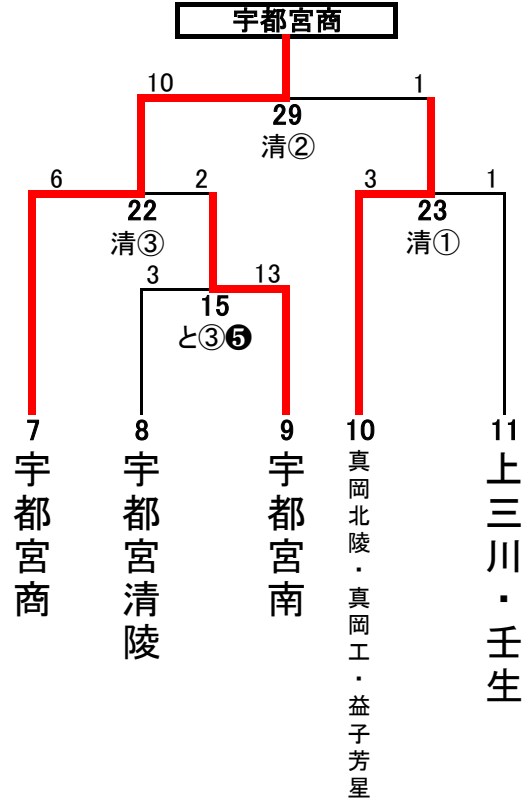 宇都宮商
10 1
29
清②
6 2 3 1
22 23
清③ 清①
3 13
15
と③❺
7 8 9 10 11
宇都宮商
宇都宮清陵
宇都宮南
真岡北陵・真岡工・益子芳星
上三川・壬生